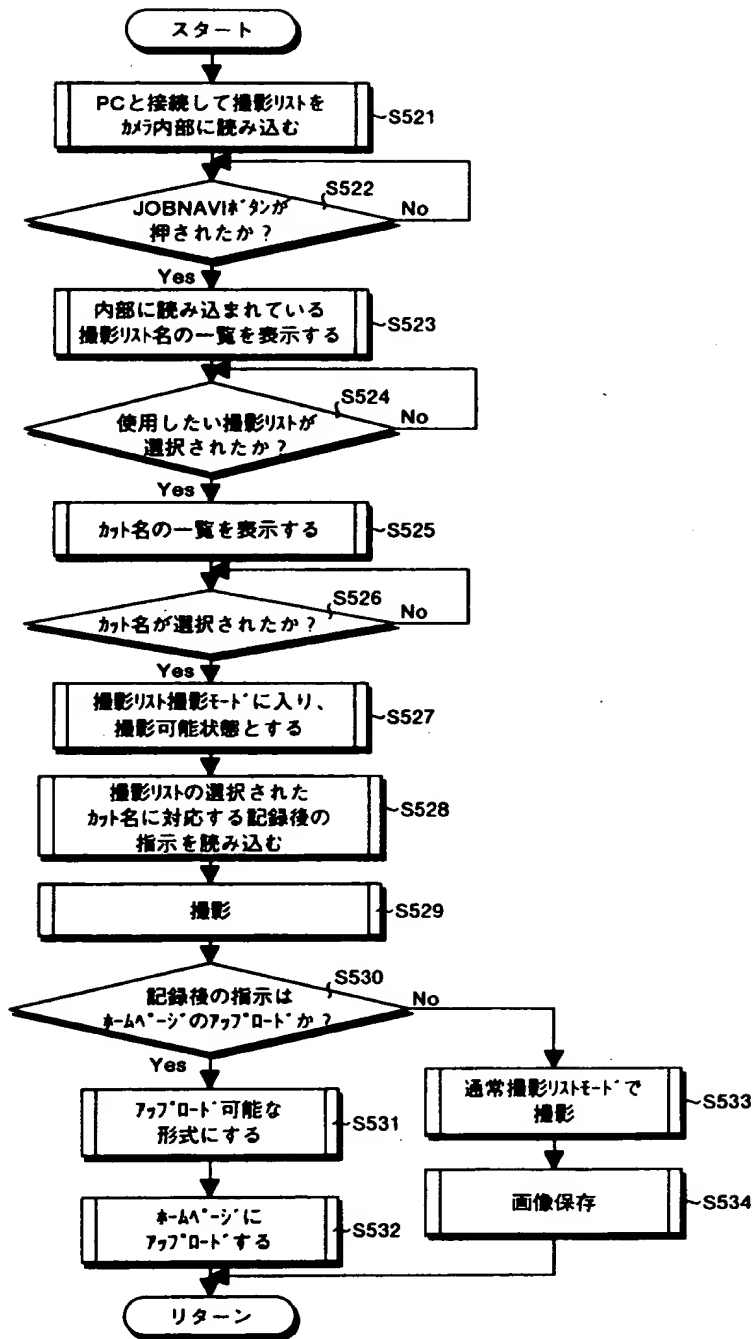 スタート
PCと接続して撮影リストを
ｶﾒﾗ内部に読み込む
S521
S522
JOBNAVIﾎﾞﾀﾝが
押されたか？
No
Yes
内部に読み込まれている
撮影ﾘｽﾄ名の一覧を表示する
S523
S524
使用したい撮影ﾘｽﾄが
選択されたか？
No
Yes
ｶｯﾄ名の一覧を表示する
S525
S526
ｶｯﾄ名が選択されたか？
No
Yes
撮影ﾘｽﾄ撮影ﾓｰﾄﾞに入り、
撮影可能状態とする
S527
撮影リストの選択された
ｶｯﾄ名に対応する記録後の
指示を読み込む
S528
撮影
S529
S530
記録後の指示は
ﾎｰﾑﾍﾟｰｼﾞのｱｯﾌﾟﾛｰﾄﾞか？
No
Yes
ｱｯﾌﾟﾛｰﾄﾞ可能な
形式にする
S531
通常撮影ﾘｽﾄﾓｰﾄﾞで
撮影
S533
ﾎｰﾑﾍﾟｰｼﾞに
ｱｯﾌﾟﾛｰﾄﾞする
S532
画像保存
S534
リターン